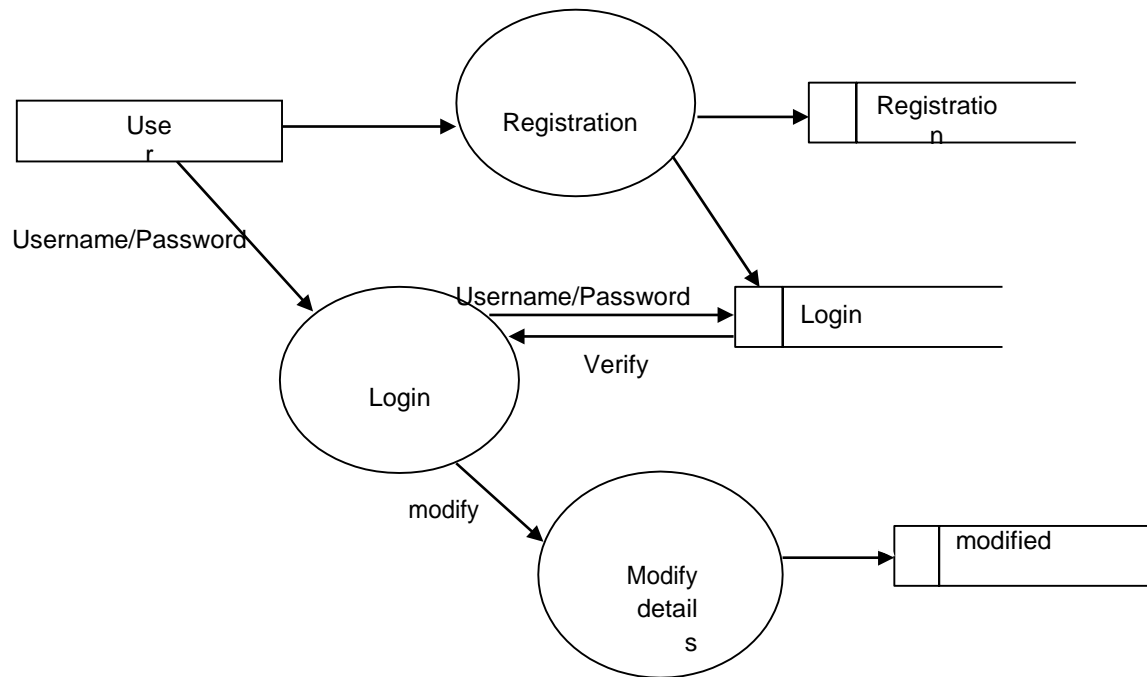 Use
r
Registration
Registratio
n
Username/Password
Username/Password
Login
Verify
Login
modify
Modify
detail
s
modified